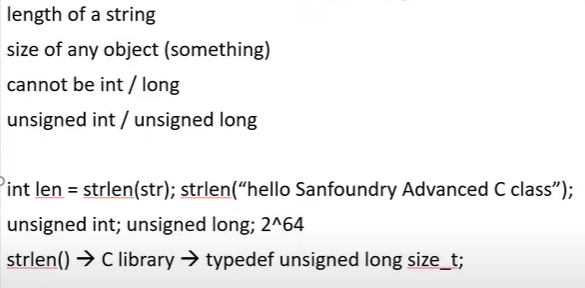 length of a string
size of any object (something)
cannot be int / long
unsigned int / unsigned long
int len = strlen(str); strlen(“hello Sanfoundry Advanced C class”);
unsigned int; unsigned long; 2^64
strlen() → C library → typedef unsigned long size_t;